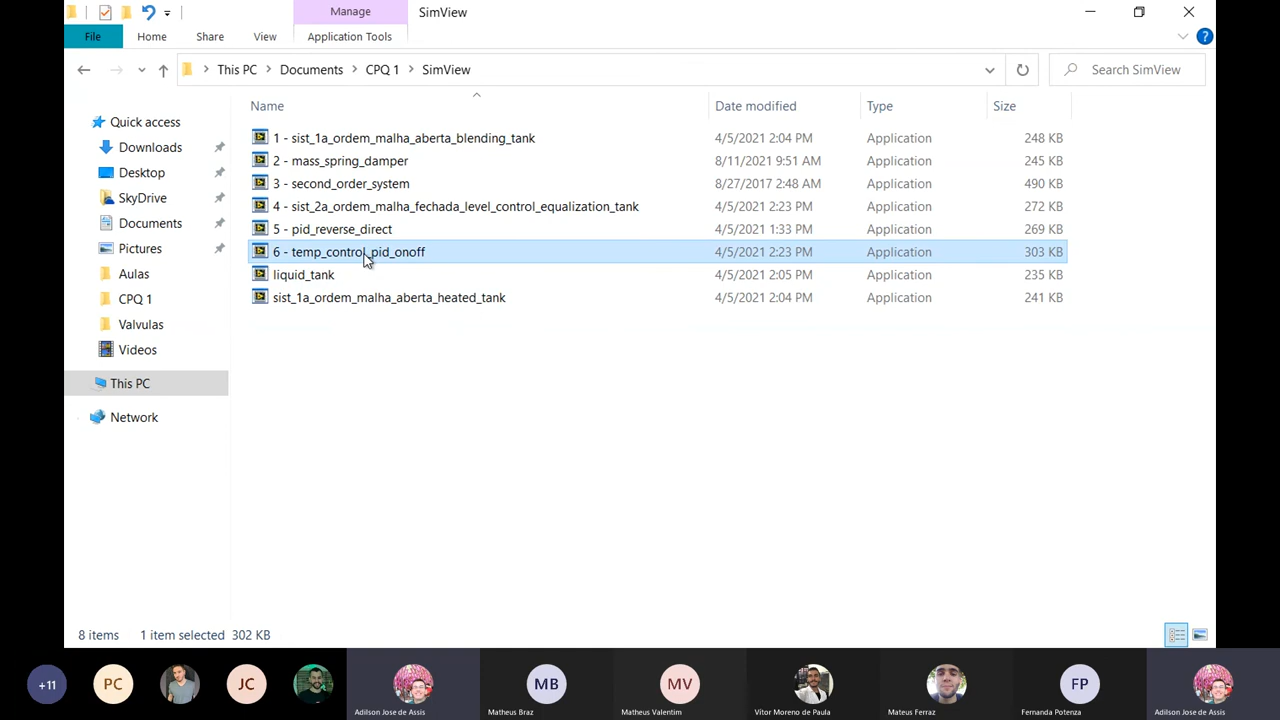 Manage
SimView
File
Home
Share
View
Application Tools
This PC
Documents
CPQ 1
SimView
Search SimView
Name
Date modified
Type
Size
Quick access
Downloads
Desktop
SkyDrive
Documents
Pictures
Aulas
CPQ 1
Valvulas
Videos
This PC
Network
1 - sist_1a_ordem_malha_aberta_blending_tank 4/5/2021 2:04 PM Application 248 KB
2 - mass_spring_damper 8/11/2021 9:51 AM Application 245 KB
3 - second_order_system 8/27/2017 2:48 AM Application 490 KB
4 - sist_2a_ordem_malha_fechada_level_control_equalization_tank 4/5/2021 2:23 PM Application 272 KB
5 - pid_reverse_direct 4/5/2021 1:33 PM Application 269 KB
6 - temp_control_pid_onoff 4/5/2021 2:23 PM Application 303 KB
liquid_tank 4/5/2021 2:05 PM Application 235 KB
sist_1a_ordem_malha_aberta_heated_tank 4/5/2021 2:04 PM Application 241 KB
8 items 1 item selected 302 KB
+11
PC
JC
Adilson Jose de Assis
MB
Matheus Braz
MV
Matheus Valentim
Vítor Moreno de Paula
Mateus Ferraz
FP
Fernanda Potenza
Adilson Jose de Assis